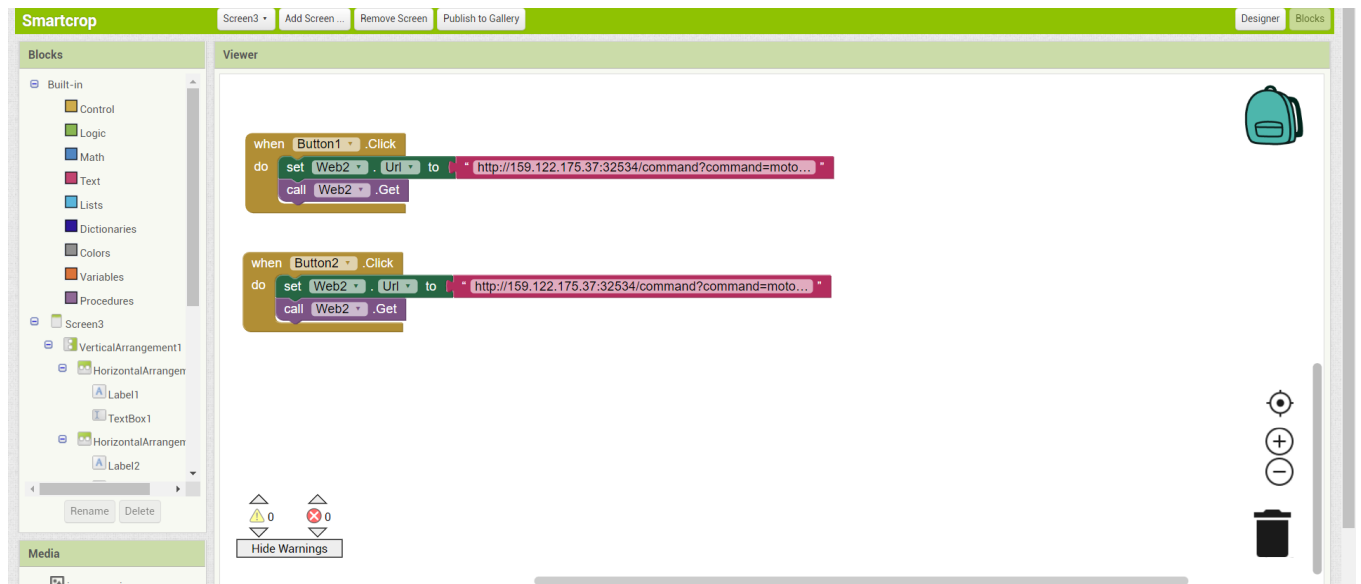 Smartcrop
Screen3 Add Screen ... Remove Screen Publish to Gallery Designer Blocks
Blocks
Viewer
Built-in
Control
Logic
Math
Text
Lists
Dictionaries
Colors
Variables
Procedures
Screen3
VerticalArrangement1
HorizontalArrangem
Label1
TextBox1
HorizontalArrangem
Label2
Rename Delete
Media
when Button1 .Click
do set Web2 . Url to " http://159.122.175.37:32534/command?command=moto... "
call Web2 .Get
when Button2 .Click
do set Web2 . Url to " http://159.122.175.37:32534/command?command=moto... "
call Web2 .Get
0 0
Hide Warnings